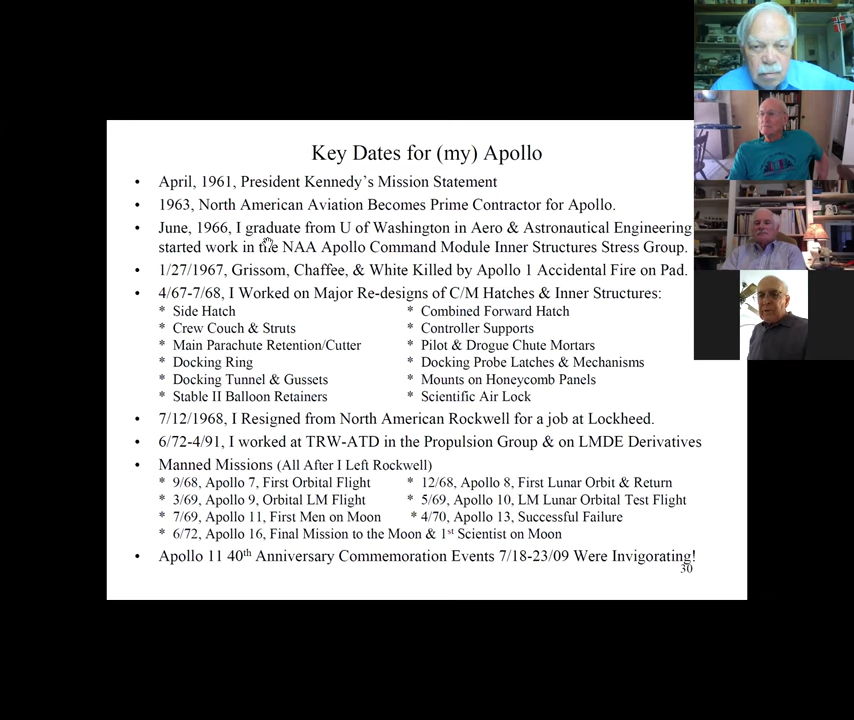 Key Dates for (my) Apollo
• April, 1961, President Kennedy's Mission Statement
• 1963, North American Aviation Becomes Prime Contractor for Apollo.
• June, 1966, I graduate from U of Washington in Aero & Astronautical Engineering
started work in the NAA Apollo Command Module Inner Structures Stress Group.
• 1/27/1967, Grissom, Chaffee, & White Killed by Apollo 1 Accidental Fire on Pad.
• 4/67-7/68, I Worked on Major Re-designs of C/M Hatches & Inner Structures:
* Side Hatch * Combined Forward Hatch
* Crew Couch & Struts * Controller Supports
* Main Parachute Retention/Cutter * Pilot & Drogue Chute Mortars
* Docking Ring * Docking Probe Latches & Mechanisms
* Docking Tunnel & Gussets * Mounts on Honeycomb Panels
* Stable II Balloon Retainers * Scientific Air Lock
• 7/12/1968, I Resigned from North American Rockwell for a job at Lockheed.
• 6/72-4/91, I worked at TRW-ATD in the Propulsion Group & on LMDE Derivatives
• Manned Missions (All After I Left Rockwell)
* 9/68, Apollo 7, First Orbital Flight * 12/68, Apollo 8, First Lunar Orbit & Return
* 3/69, Apollo 9, Orbital LM Flight * 5/69, Apollo 10, LM Lunar Orbital Test Flight
* 7/69, Apollo 11, First Men on Moon * 4/70, Apollo 13, Successful Failure
* 6/72, Apollo 16, Final Mission to the Moon & 1st Scientist on Moon
• Apollo 11 40th Anniversary Commemoration Events 7/18-23/09 Were Invigorating!
30